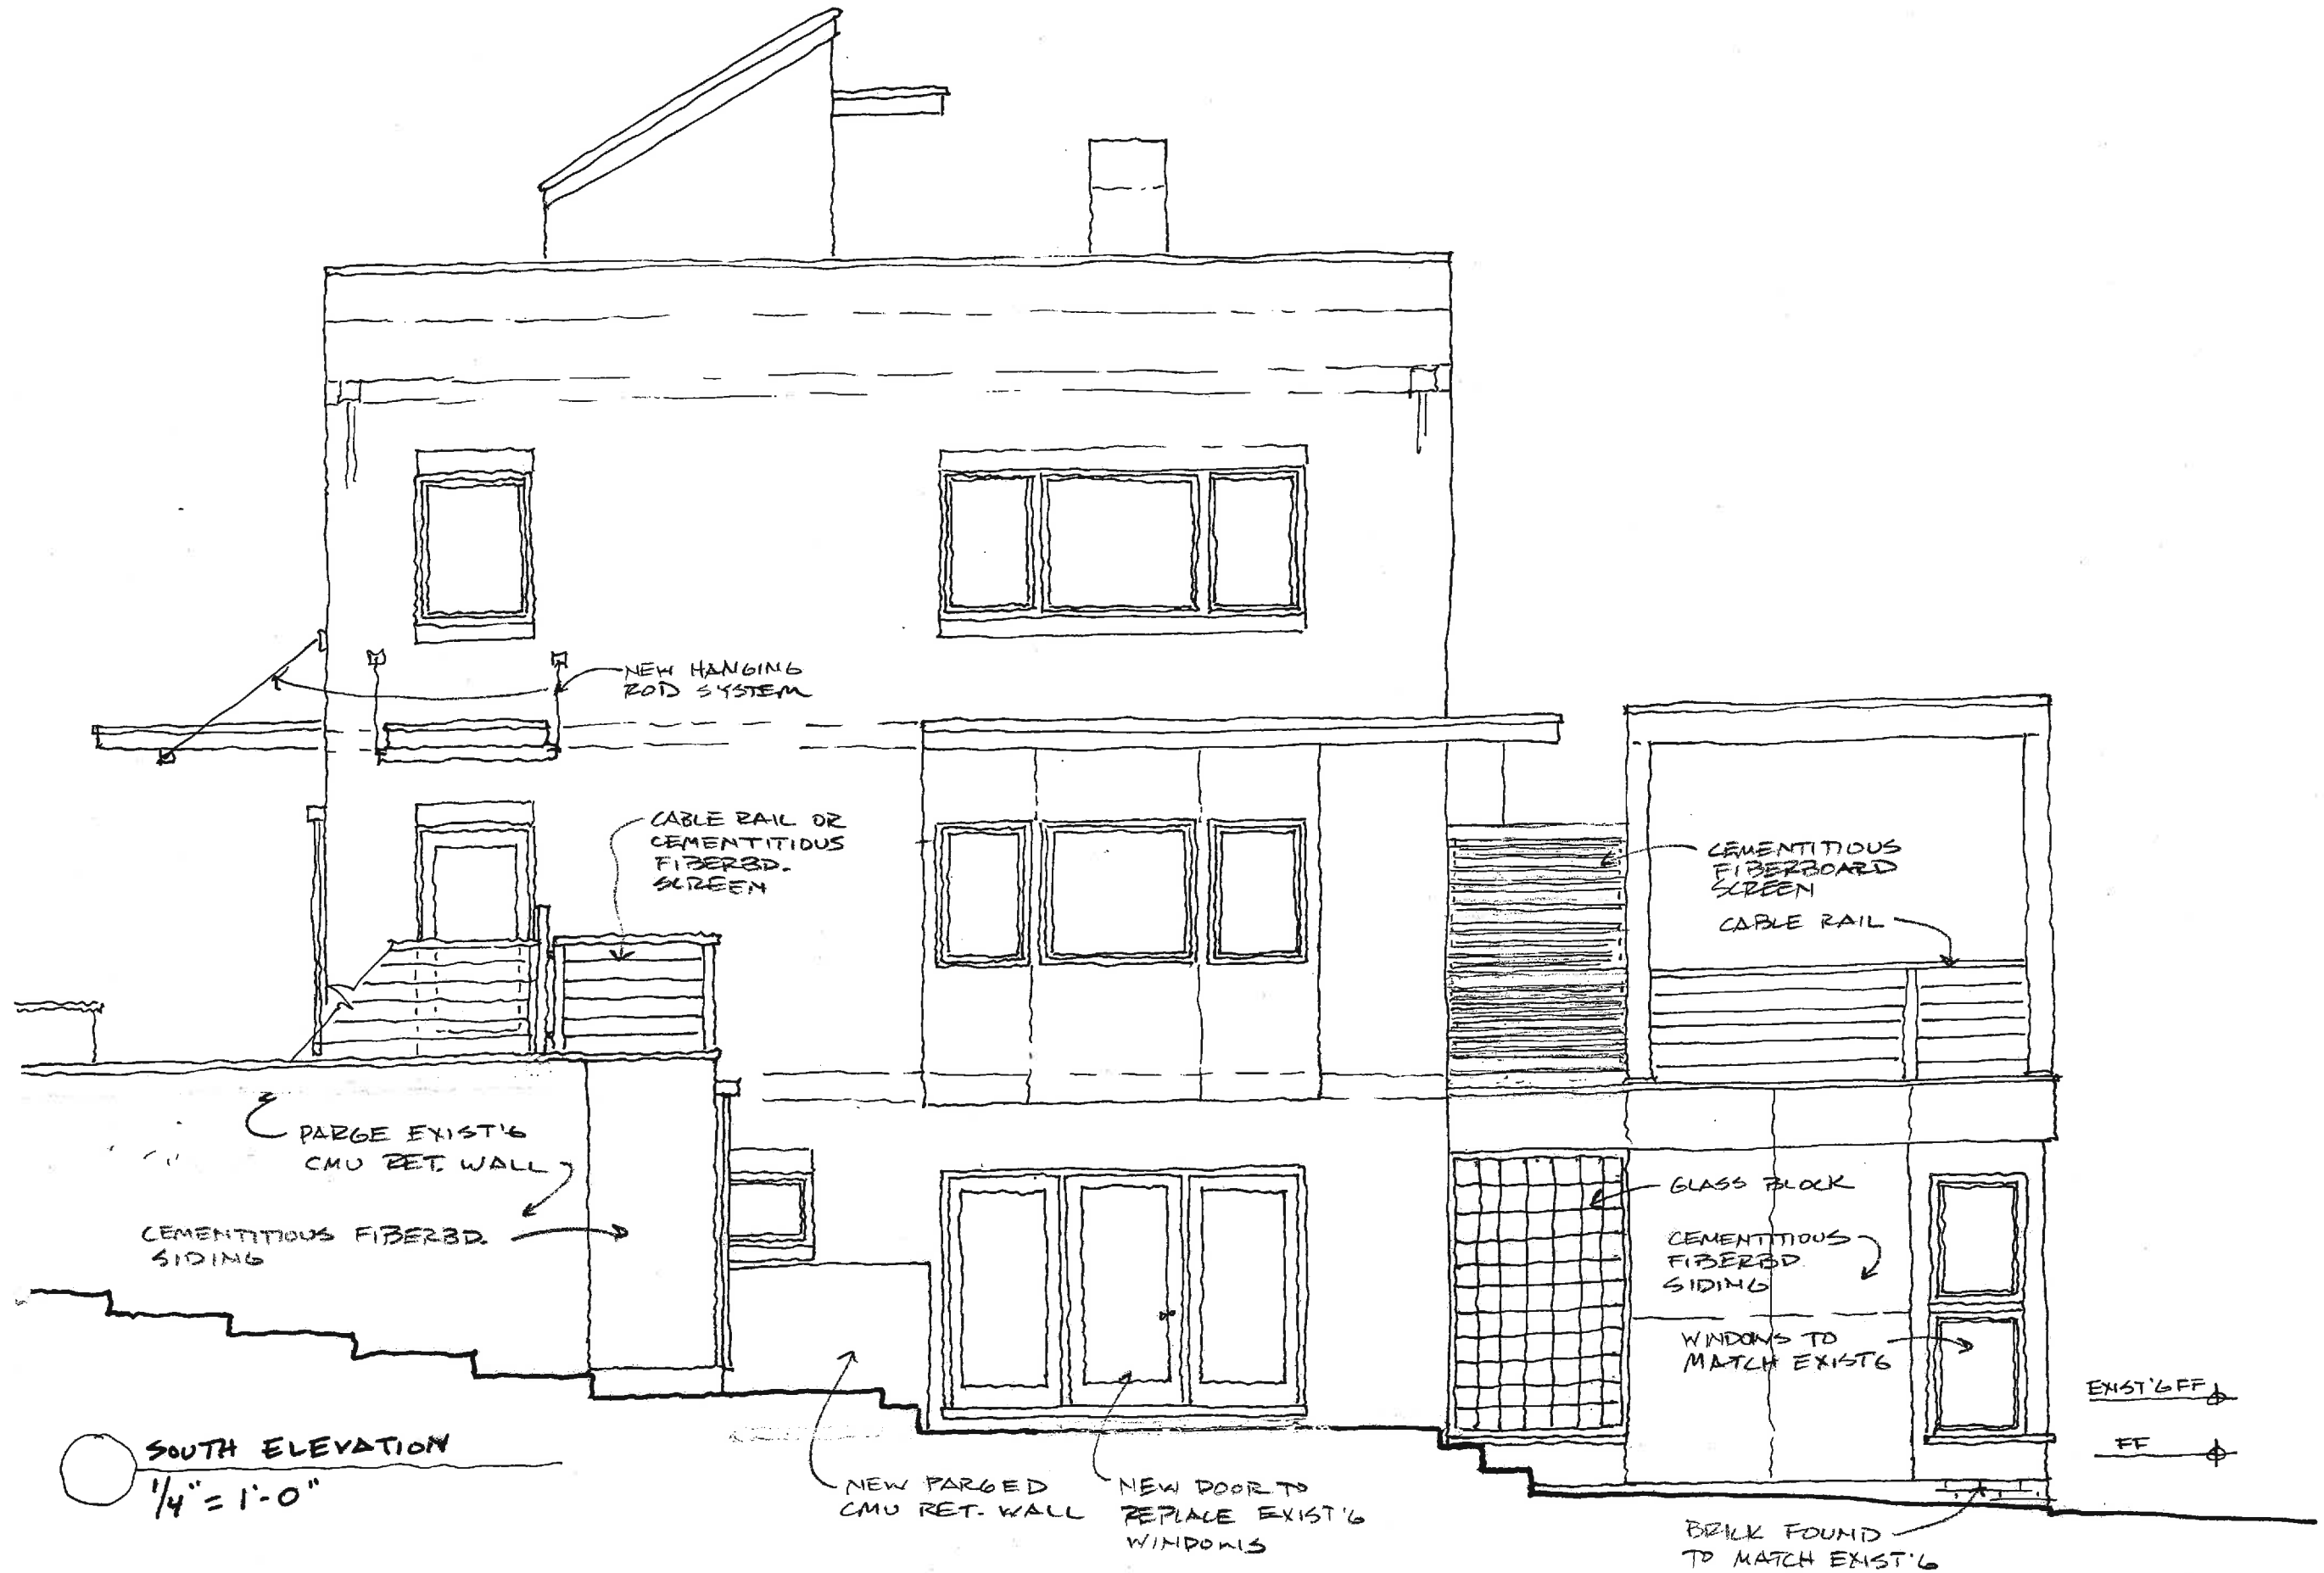 NEW HANGING
ROD SYSTEM
CABLE RAIL OR
CEMENTITIOUS
FIBERBD.
SCREEN
CEMENTITIOUS
FIBERBOARD
SCREEN
CABLE RAIL
PARGE EXIST'G
CMU RET. WALL
CEMENTITIOUS FIBERBD.
SIDING
GLASS BLOCK
CEMENTITIOUS
FIBERBD.
SIDING
WINDOWS TO
MATCH EXISTG
EXIST'G FF
FF
SOUTH ELEVATION
1/4" = 1'-0"
NEW PARGED
CMU RET. WALL
NEW DOOR TO
REPLACE EXIST'G
WINDOWS
BRICK FOUND
TO MATCH EXIST'G